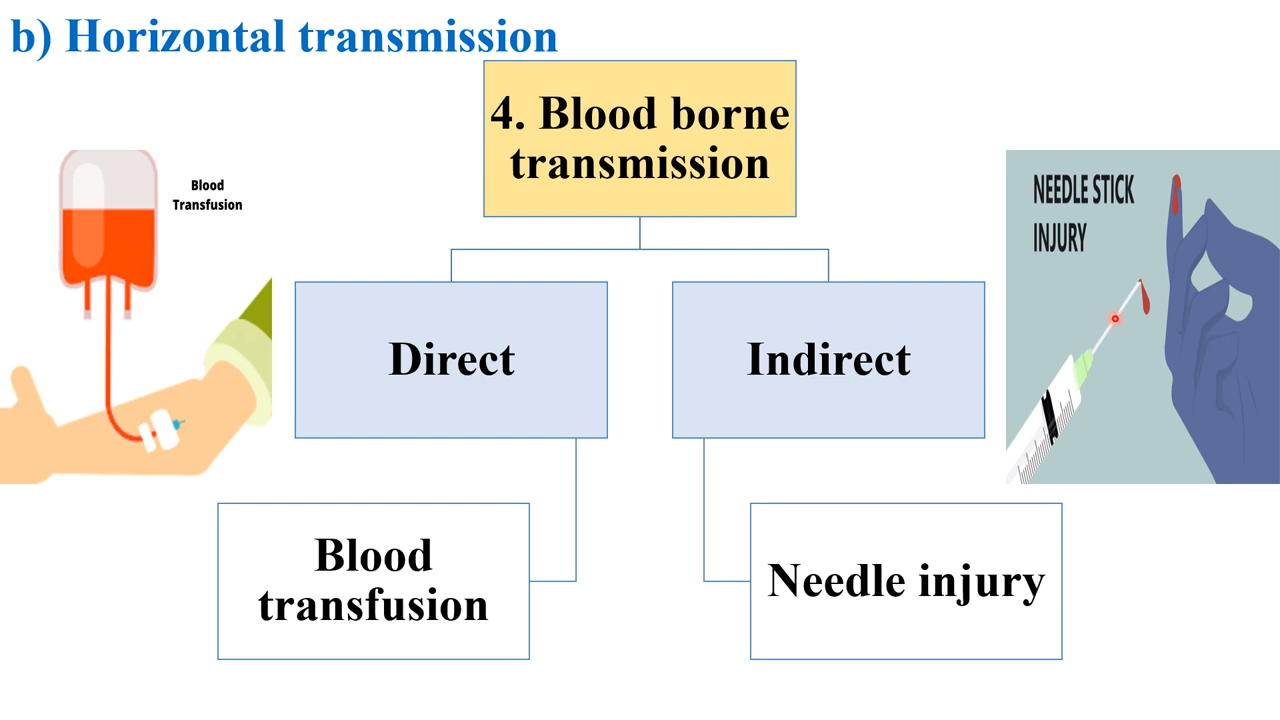 b) Horizontal transmission
4. Blood borne
transmission
Blood
Transfusion
NEEDLE STICK
INJURY
Direct
Indirect
Blood
transfusion
Needle injury